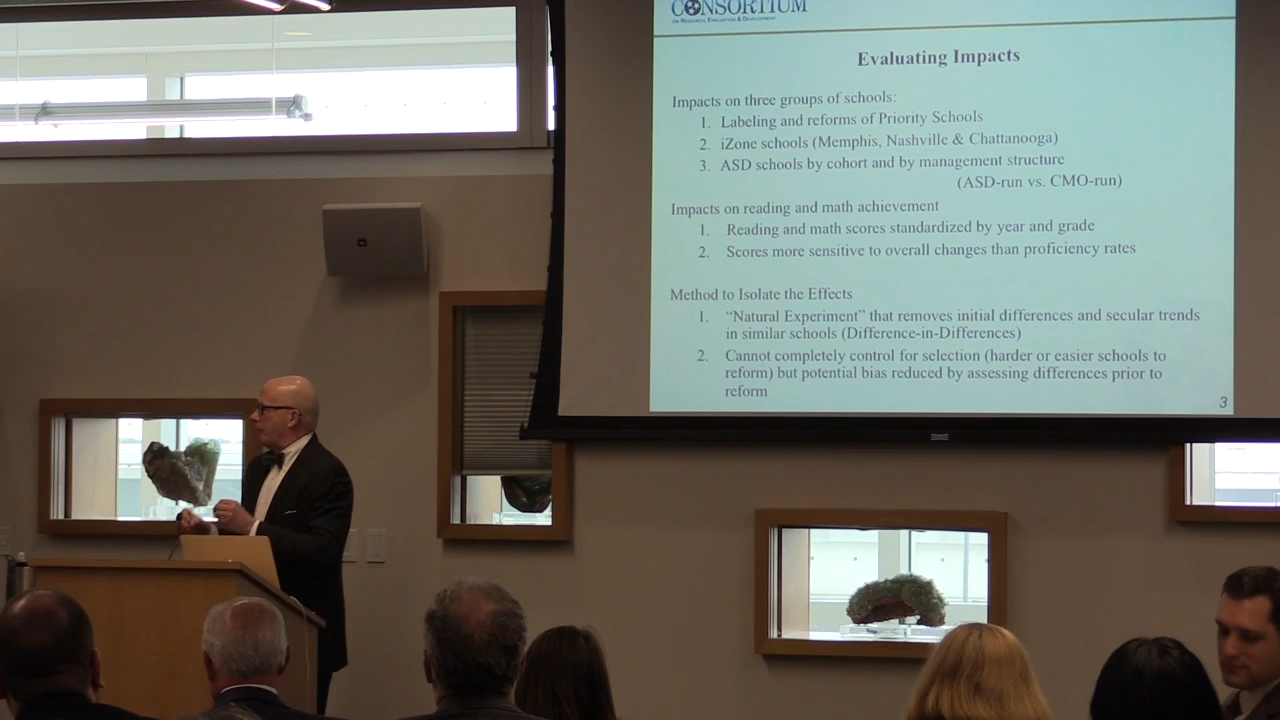 CONSORTIUM
ON RESEARCH, EVALUATION & DEVELOPMENT
Evaluating Impacts
Impacts on three groups of schools:
1. Labeling and reforms of Priority Schools
2. iZone schools (Memphis, Nashville & Chattanooga)
3. ASD schools by cohort and by management structure
(ASD-run vs. CMO-run)
Impacts on reading and math achievement
1. Reading and math scores standardized by year and grade
2. Scores more sensitive to overall changes than proficiency rates
Method to Isolate the Effects
1. “Natural Experiment” that removes initial differences and secular trends
in similar schools (Difference-in-Differences)
2. Cannot completely control for selection (harder or easier schools to
reform) but potential bias reduced by assessing differences prior to
reform
3